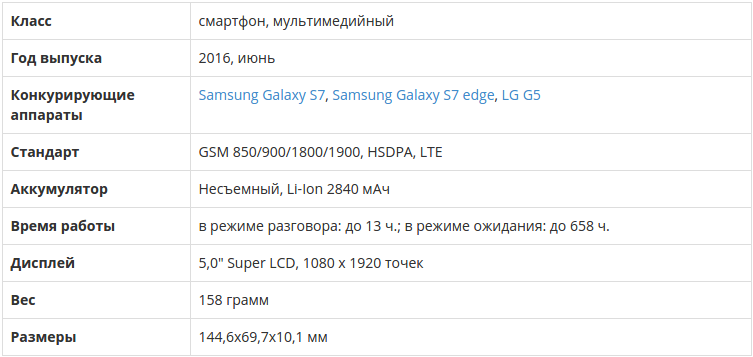 Класс смартфон, мультимедийный
Год выпуска 2016, июнь
Конкурирующие Samsung Galaxy S7, Samsung Galaxy S7 edge, LG G5
аппараты
Стандарт GSM 850/900/1800/1900, HSDPA, LTE
Аккумулятор Несъемный, Li-Ion 2840 мАч
Время работы в режиме разговора: до 13 ч.; в режиме ожидания: до 658 ч.
Дисплей 5,0" Super LCD, 1080 x 1920 точек
Вес 158 грамм
Размеры 144,6x69,7x10,1 мм